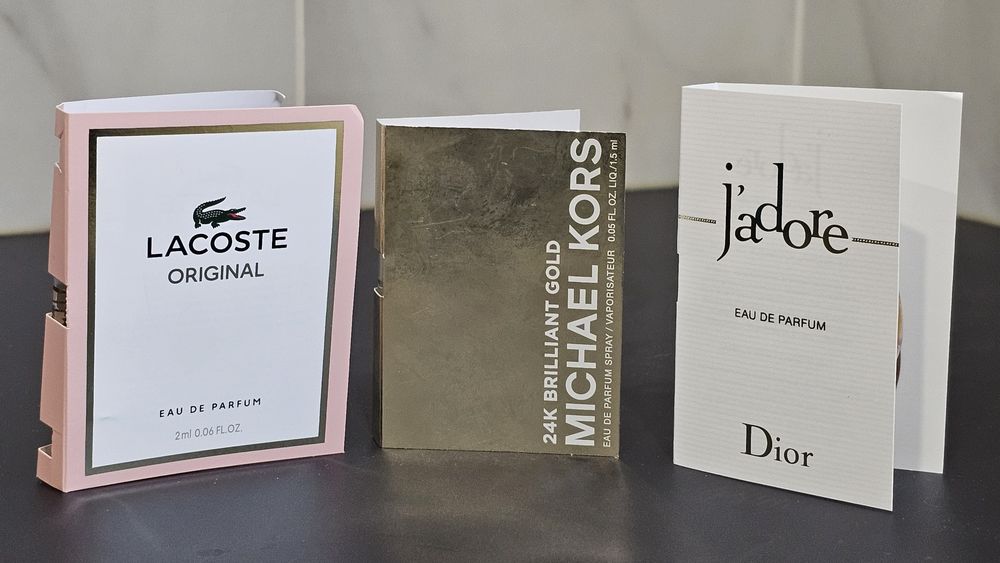 LACOSTE
ORIGINAL
EAU DE PARFUM
2ml 0.06 FL.OZ.
24K BRILLIANT GOLD
MICHAEL KORS
EAU DE PARFUM SPRAY / VAPORISATEUR 0.05 FL. OZ. LIQ./1.5 ml
j'adore
EAU DE PARFUM
Dior